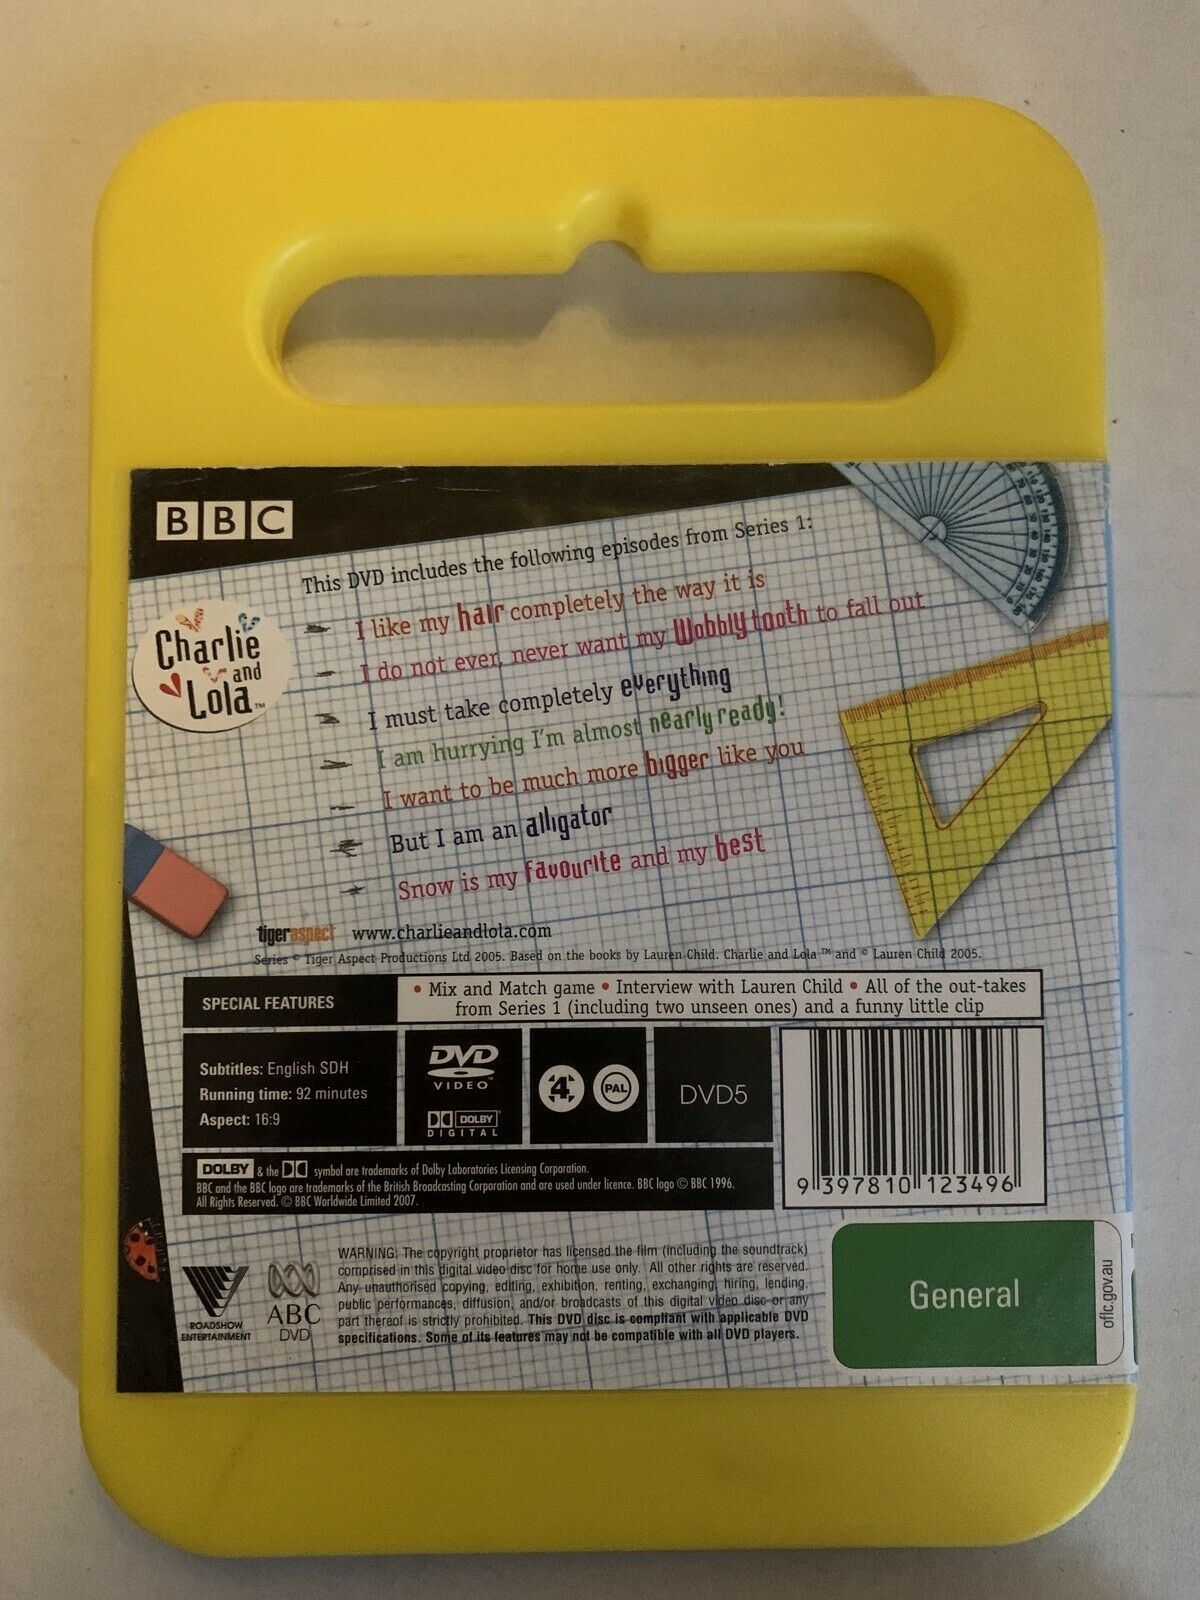 BBC
This DVD includes the following episodes from Series 1:
Charlie
and
Lola™
I like my hair completely the way it is
I do not ever, never want my wobbly tooth to fall out
I must take completely everything
I am hurrying I'm almost nearly ready!
I want to be much more bigger like you
But I am an alligator
Snow is my favourite and my best
tigeraspect www.charlieandlola.com
Series © Tiger Aspect Productions Ltd 2005. Based on the books by Lauren Child. Charlie and Lola ™ and © Lauren Child 2005.
SPECIAL FEATURES
• Mix and Match game • Interview with Lauren Child • All of the out-takes
from Series 1 (including two unseen ones) and a funny little clip
Subtitles: English SDH
Running time: 92 minutes
Aspect: 16:9
DVD
VIDEO™
DOLBY
DIGITAL
4
PAL
DVD5
9 397810 123496
DOLBY & the symbol are trademarks of Dolby Laboratories Licensing Corporation.
BBC and the BBC logo are trademarks of the British Broadcasting Corporation and are used under licence. BBC logo © BBC 1996.
All Rights Reserved. © BBC Worldwide Limited 2007.
ROADSHOW
ENTERTAINMENT
ABC
DVD
WARNING: The copyright proprietor has licensed the film (including the soundtrack)
comprised in this digital video disc for home use only. All other rights are reserved.
Any unauthorised copying, editing, exhibition, renting, exchanging, hiring, lending,
public performances, diffusion, and/or broadcasts of this digital video disc or any
part thereof is strictly prohibited. This DVD disc is compliant with applicable DVD
specifications. Some of its features may not be compatible with all DVD players.
General
oflc.gov.au